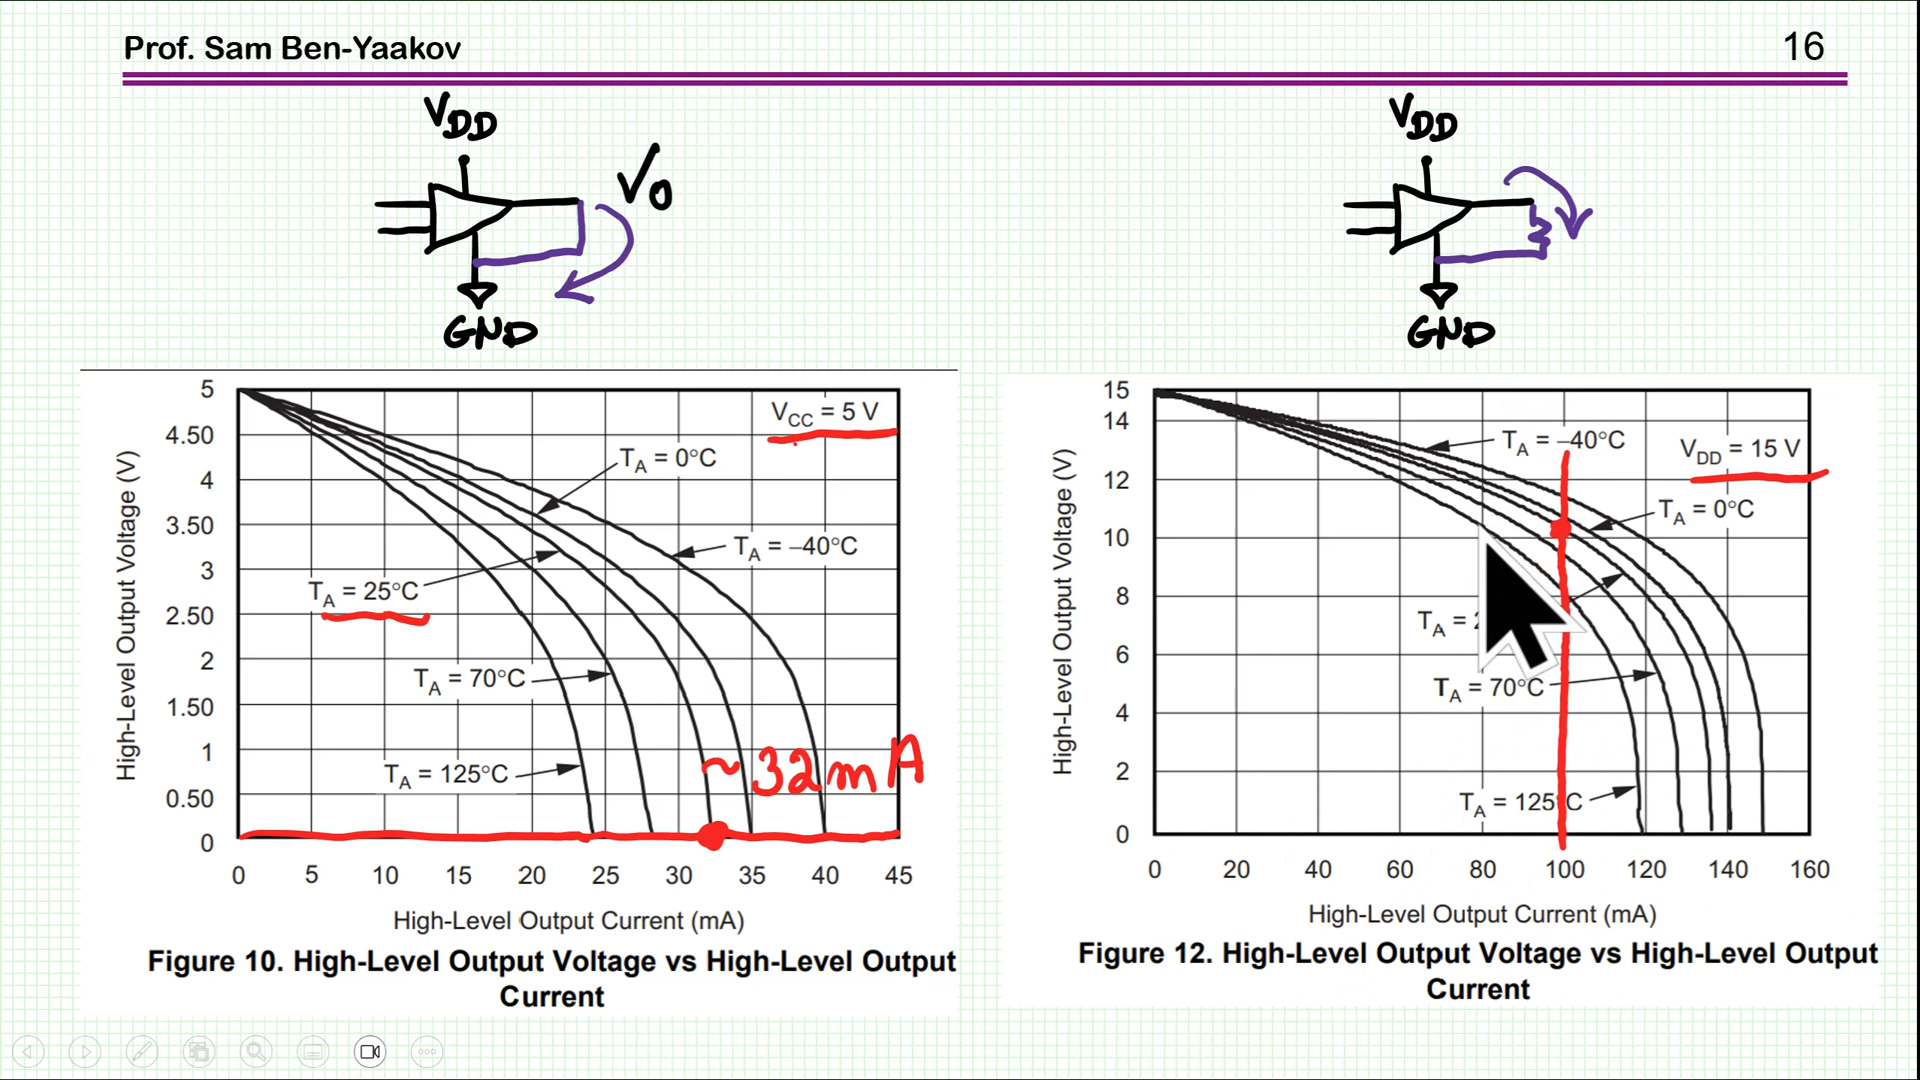 Prof. Sam Ben-Yaakov
16
VDD
VO
GND
VDD
GND
High-Level Output Voltage (V)
5
4.50
4
3.50
3
2.50
2
1.50
1
0.50
0
VCC = 5 V
TA = 0°C
TA = –40°C
TA = 25°C
TA = 70°C
TA = 125°C
~32mA
0 5 10 15 20 25 30 35 40 45
High-Level Output Current (mA)
Figure 10. High-Level Output Voltage vs High-Level Output
Current
High-Level Output Voltage (V)
15
14
12
10
8
6
4
2
0
TA = –40°C
VDD = 15 V
TA = 0°C
TA = 2
TA = 70°C
TA = 125°C
0 20 40 60 80 100 120 140 160
High-Level Output Current (mA)
Figure 12. High-Level Output Voltage vs High-Level Output
Current